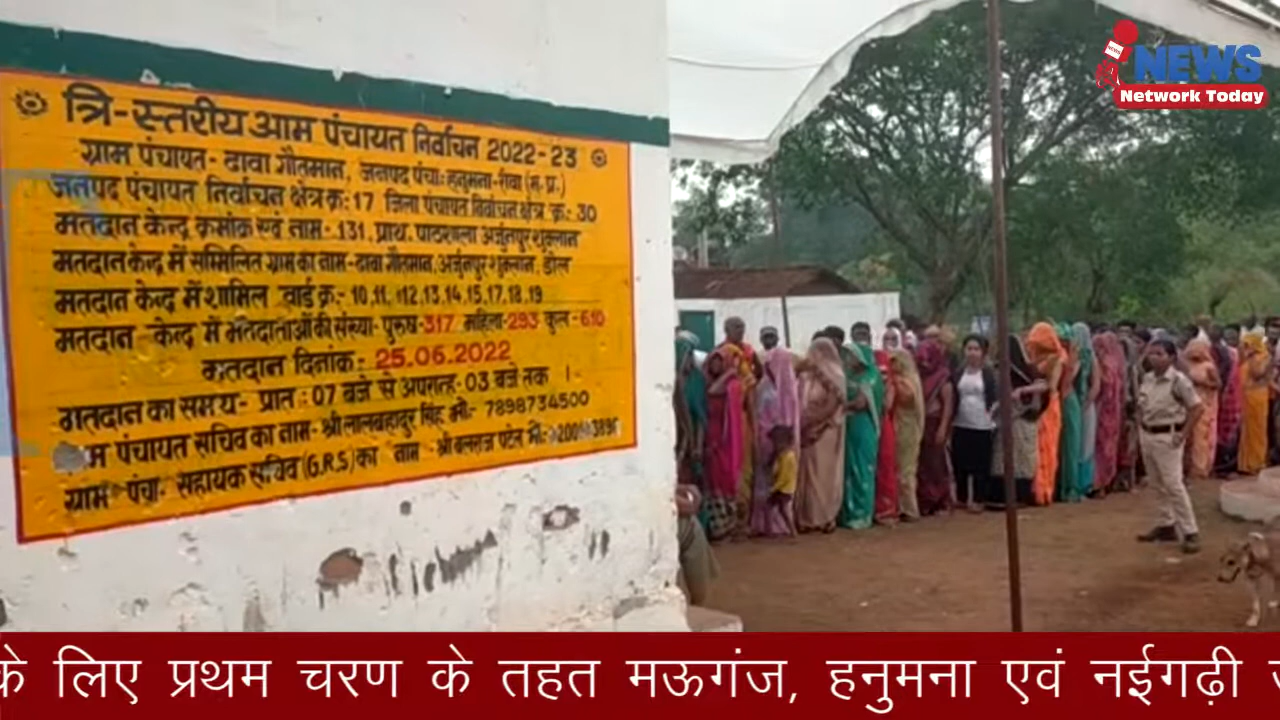 त्रि-स्तरीय आम पंचायत निर्वाचन 2022-23
ग्राम पंचायत- दावा गौतमान, जनपद पंचा: हनुमना-रीवा (म.प्र.)
जनपद पंचायत निर्वाचन क्षेत्र क्र: 17 जिला पंचायत निर्वाचन क्षेत्र क्र: 30
मतदान केन्द्र क्रमांक एवं नाम- 131, प्राथ. पाठशाला अर्जुनपुर शुक्लान
मतदान केन्द्र में सम्मिलित ग्राम का नाम- दावा गौतमान, अर्जुनपुर शुक्लान,
मतदान केन्द्र में शामिल वार्ड क्र:- 10,11, 12,13,14,15,17,18,19
मतदान केन्द्र में मतदाताओं की संख्या- पुरुष-317 महिला-293 कुल-610
मतदान दिनांक- 25.06.2022
मतदान का समय- प्रात: 07 बजे से अपरान्ह- 03 बजे तक ।
पंचायत सचिव का नाम- श्री लालबहादुर सिंह मो:- 7898734500
ग्राम पंचा- सहायक सचिव (G.R.S) का नाम श्री बलराज पटेल मो:
NEWS
NEWS
Network Today
के लिए प्रथम चरण के तहत मऊगंज, हनुमना एवं नईगढ़ी